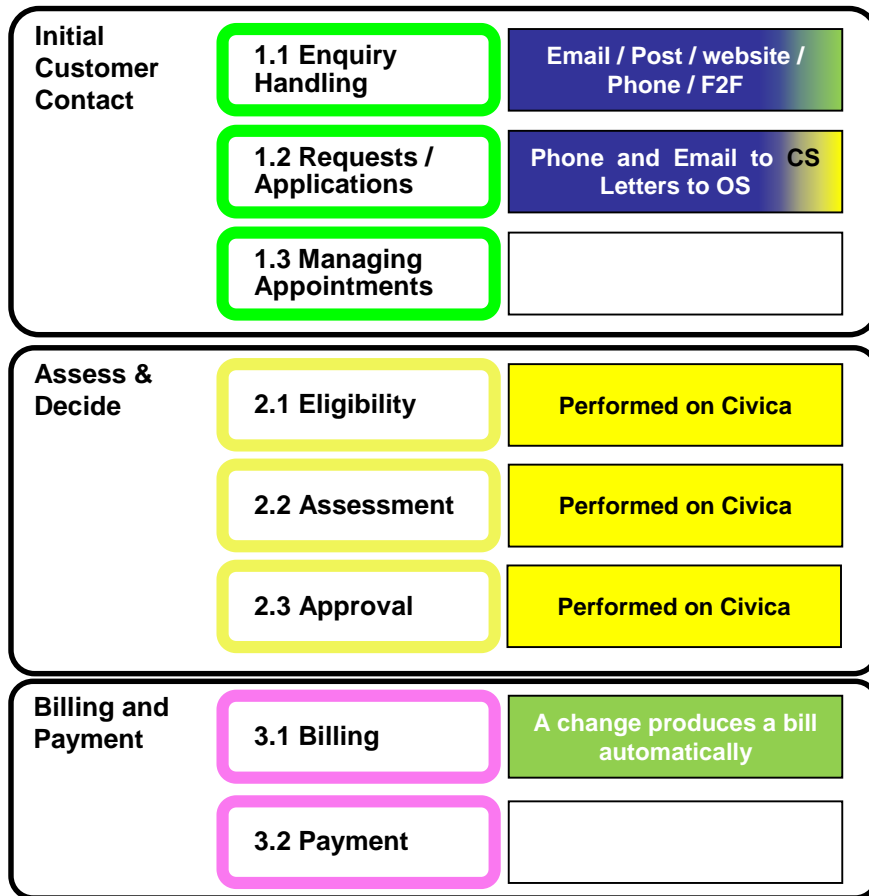 Initial
Customer
Contact
1.1 Enquiry
Handling
Email / Post / website /
Phone / F2F
1.2 Requests /
Applications
Phone and Email to CS
Letters to OS
1.3 Managing
Appointments
Assess &
Decide
2.1 Eligibility
Performed on Civica
2.2 Assessment
Performed on Civica
2.3 Approval
Performed on Civica
Billing and
Payment
3.1 Billing
A change produces a bill
automatically
3.2 Payment